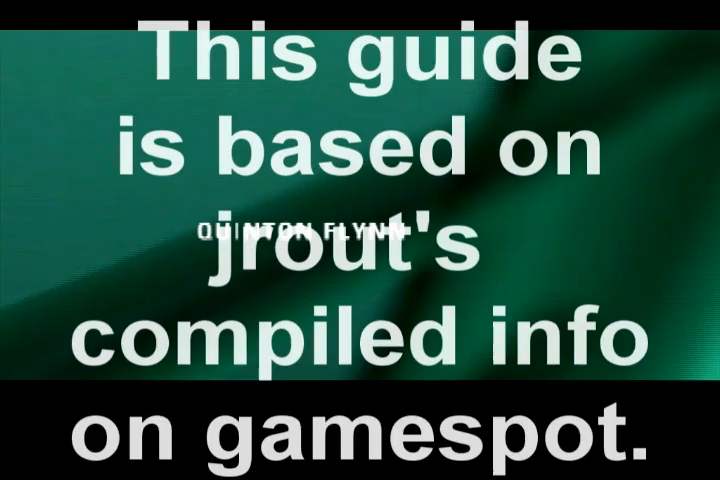 This guide
is based on
QUINTON FLYNN
jrout's
compiled info
on gamespot.